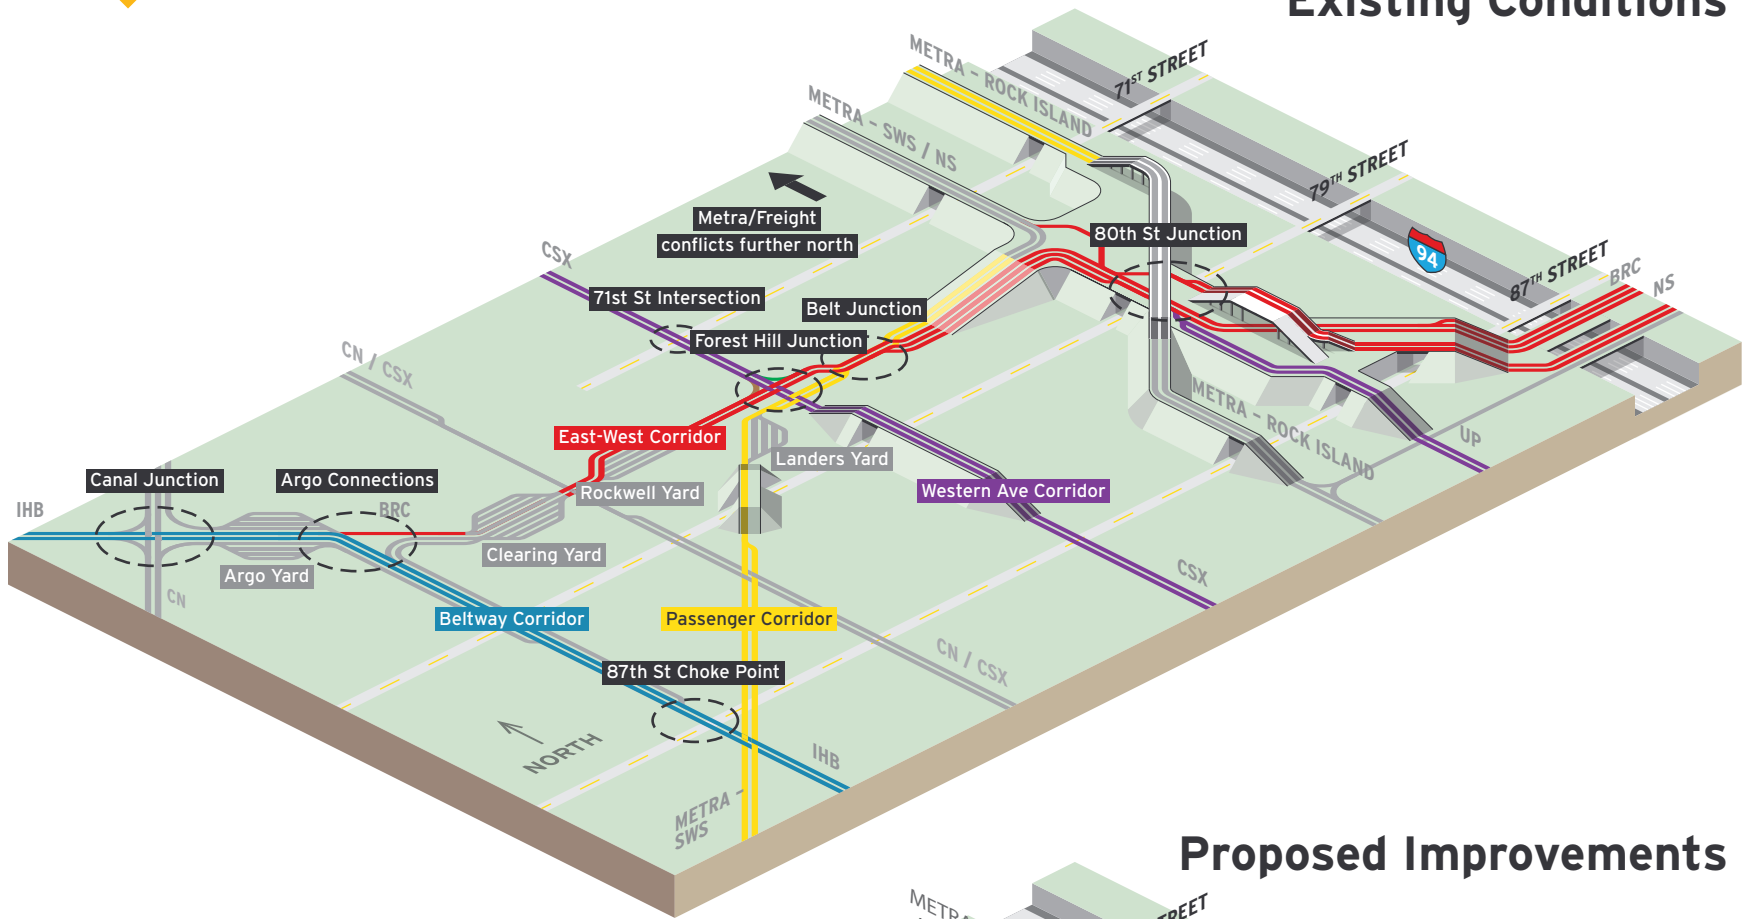 Existing Conditions
METRA – ROCK ISLAND
71ST STREET
METRA – SWS / NS
79TH STREET
Metra/Freight
conflicts further north
80th St Junction
94
87TH STREET
BRC
NS
CSX
71st St Intersection
Belt Junction
Forest Hill Junction
CN / CSX
METRA – ROCK ISLAND
UP
East-West Corridor
Landers Yard
Canal Junction
Argo Connections
Rockwell Yard
Western Ave Corridor
IHB
BRC
Clearing Yard
Argo Yard
CN
CSX
Beltway Corridor
Passenger Corridor
CN / CSX
87th St Choke Point
NORTH
IHB
METRA –
SWS
Proposed Improvements
METRA
REET